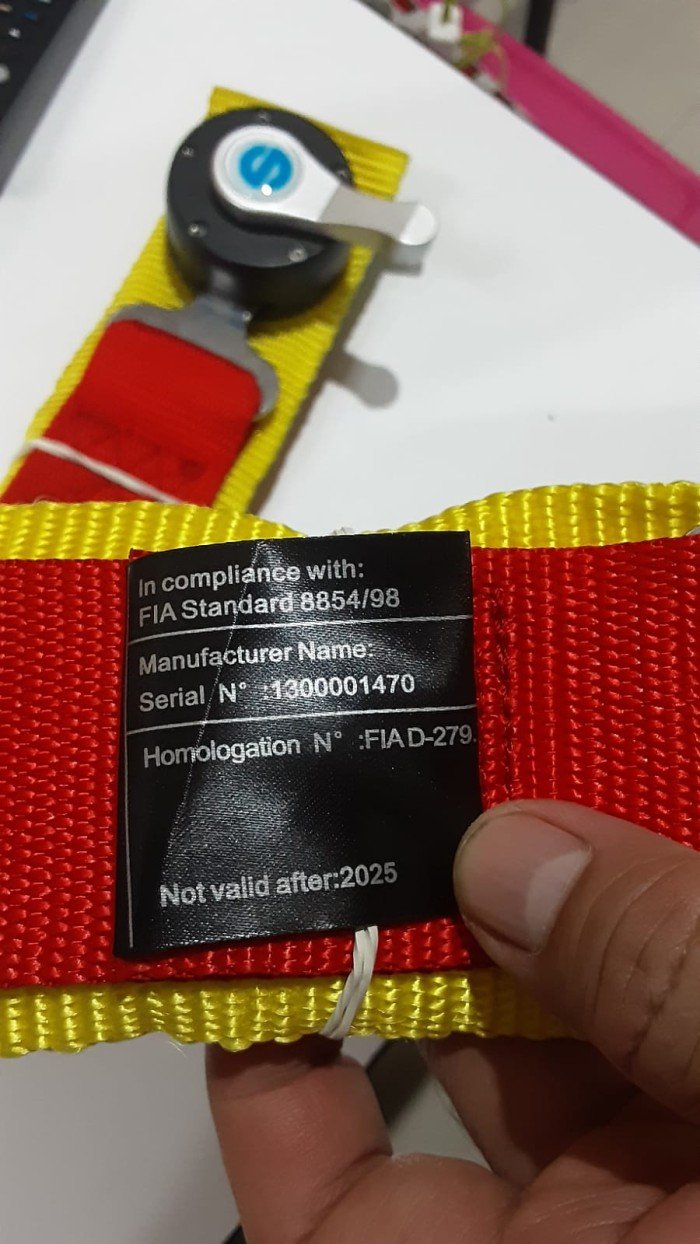 In compliance with:
FIA Standard 8854/98
Manufacturer Name:
Serial N° :1300001470
Homologation N° :FIA D-279.
Not valid after:2025